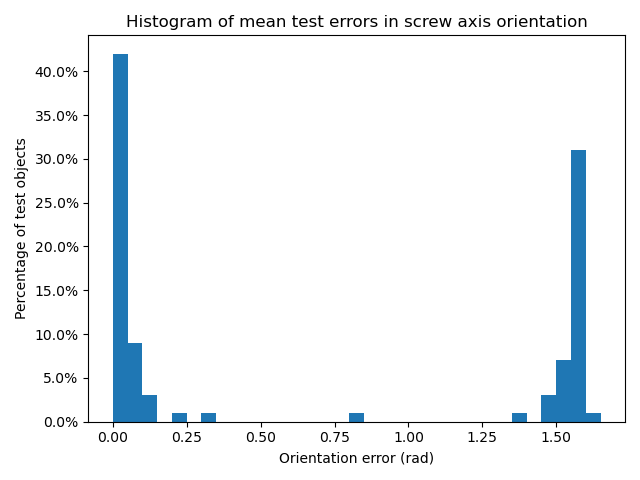 Histogram of mean test errors in screw axis orientation
40.0%
35.0%
30.0%
25.0%
20.0%
15.0%
10.0%
5.0%
0.0%
Percentage of test objects
0.00 0.25 0.50 0.75 1.00 1.25 1.50
Orientation error (rad)